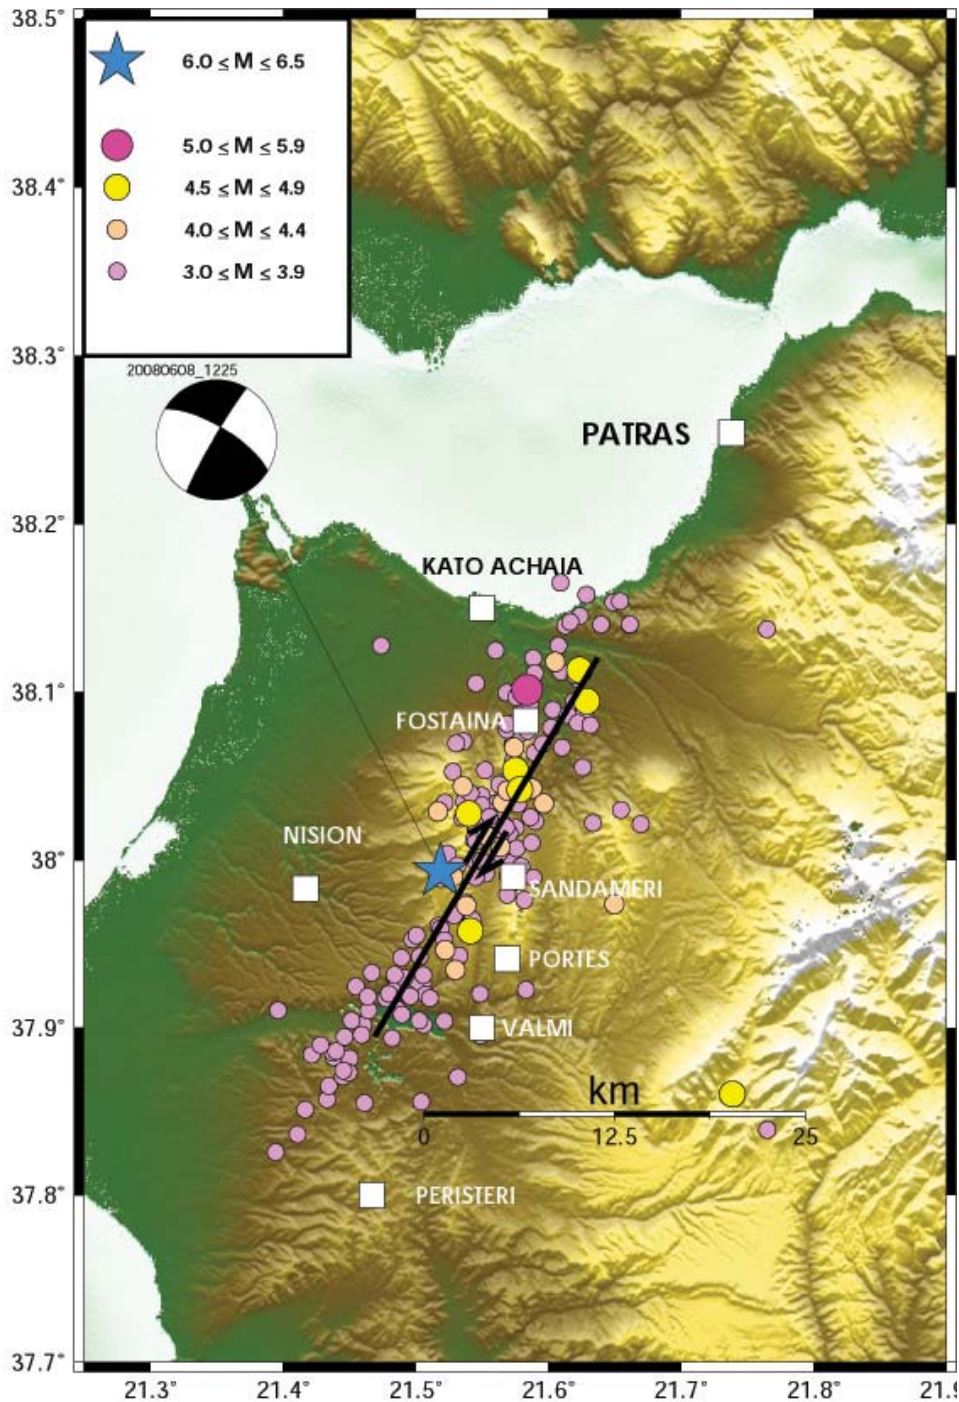 38.5°
6.0 ≤ M ≤ 6.5
5.0 ≤ M ≤ 5.9
4.5 ≤ M ≤ 4.9
4.0 ≤ M ≤ 4.4
3.0 ≤ M ≤ 3.9
38.4°
38.3°
20080608_1225
PATRAS
38.2°
KATO ACHAIA
38.1°
FOSTAINA
NISION
38°
SANDAMERI
PORTES
37.9°
VALMI
km
0 12.5 25
37.8°
PERISTERI
37.7°
21.3° 21.4° 21.5° 21.6° 21.7° 21.8° 21.9